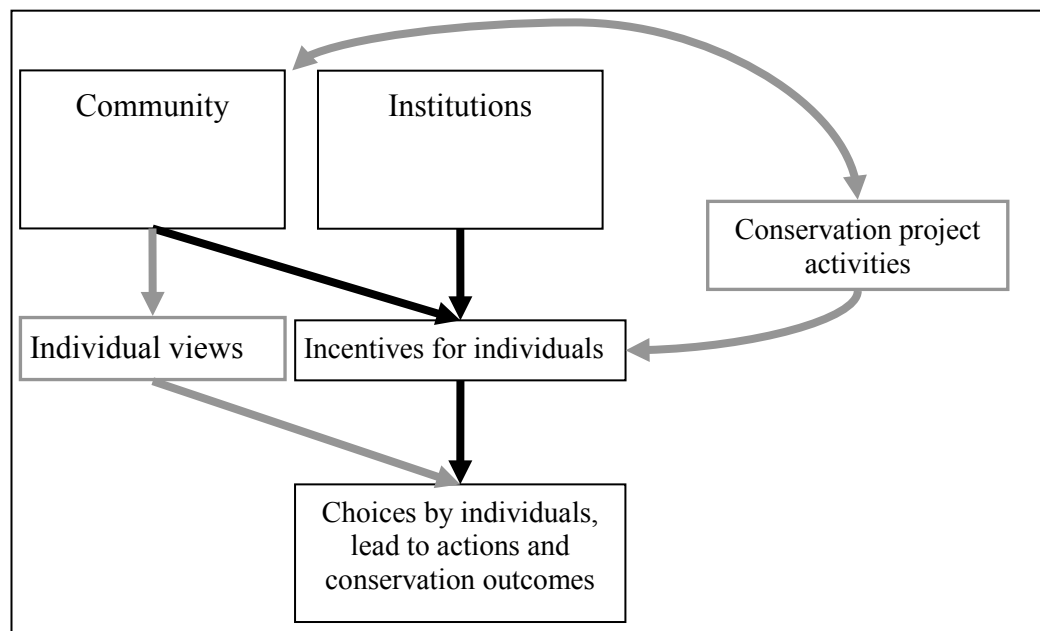 Community
Institutions
Conservation project
activities
Individual views
Incentives for individuals
Choices by individuals,
lead to actions and
conservation outcomes